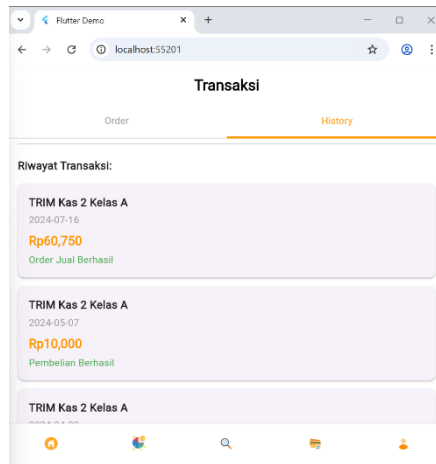 Flutter Demo
localhost:55201
Transaksi
Order
History
Riwayat Transaksi:
TRIM Kas 2 Kelas A
2024-07-16
Rp60,750
Order Jual Berhasil
TRIM Kas 2 Kelas A
2024-05-07
Rp10,000
Pembelian Berhasil
TRIM Kas 2 Kelas A